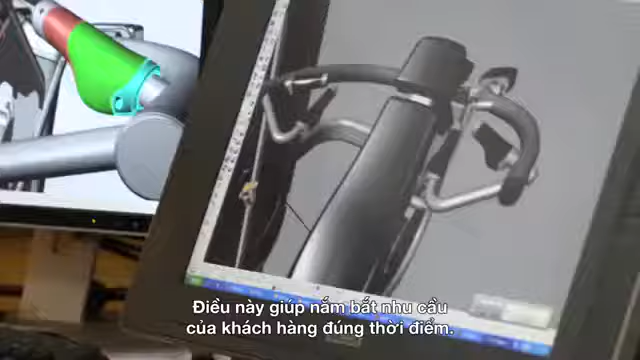 Điều này giúp nắm bắt nhu cầu
của khách hàng đúng thời điểm.